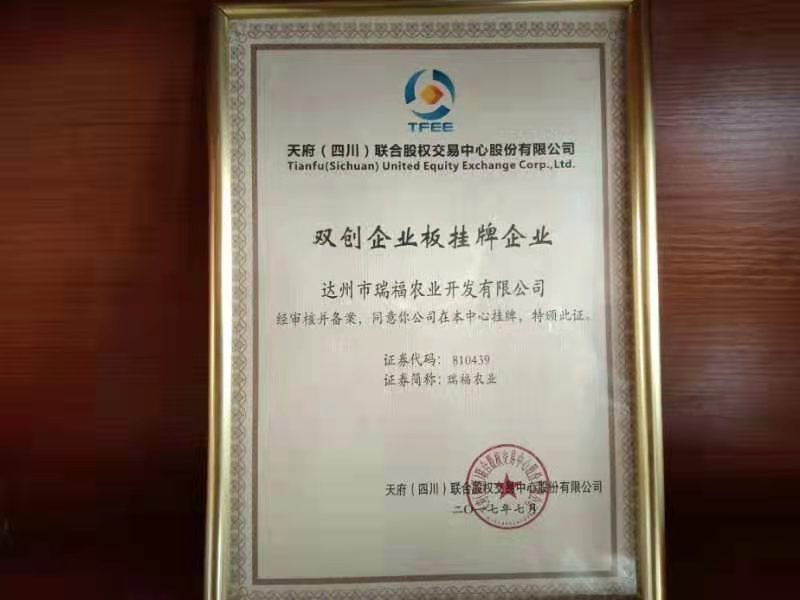 TFEE
天府（四川）联合股权交易中心股份有限公司
Tianfu(Sichuan) United Equity Exchange Corp.,Ltd.
双创企业板挂牌企业
达州市瑞福农业开发有限公司
经审核并备案，同意你公司在本中心挂牌，特颁此证。
证券代码：810439
证券简称：瑞福农业
天府（四川）联合股权交易中心股份有限公司
二〇一七年七月